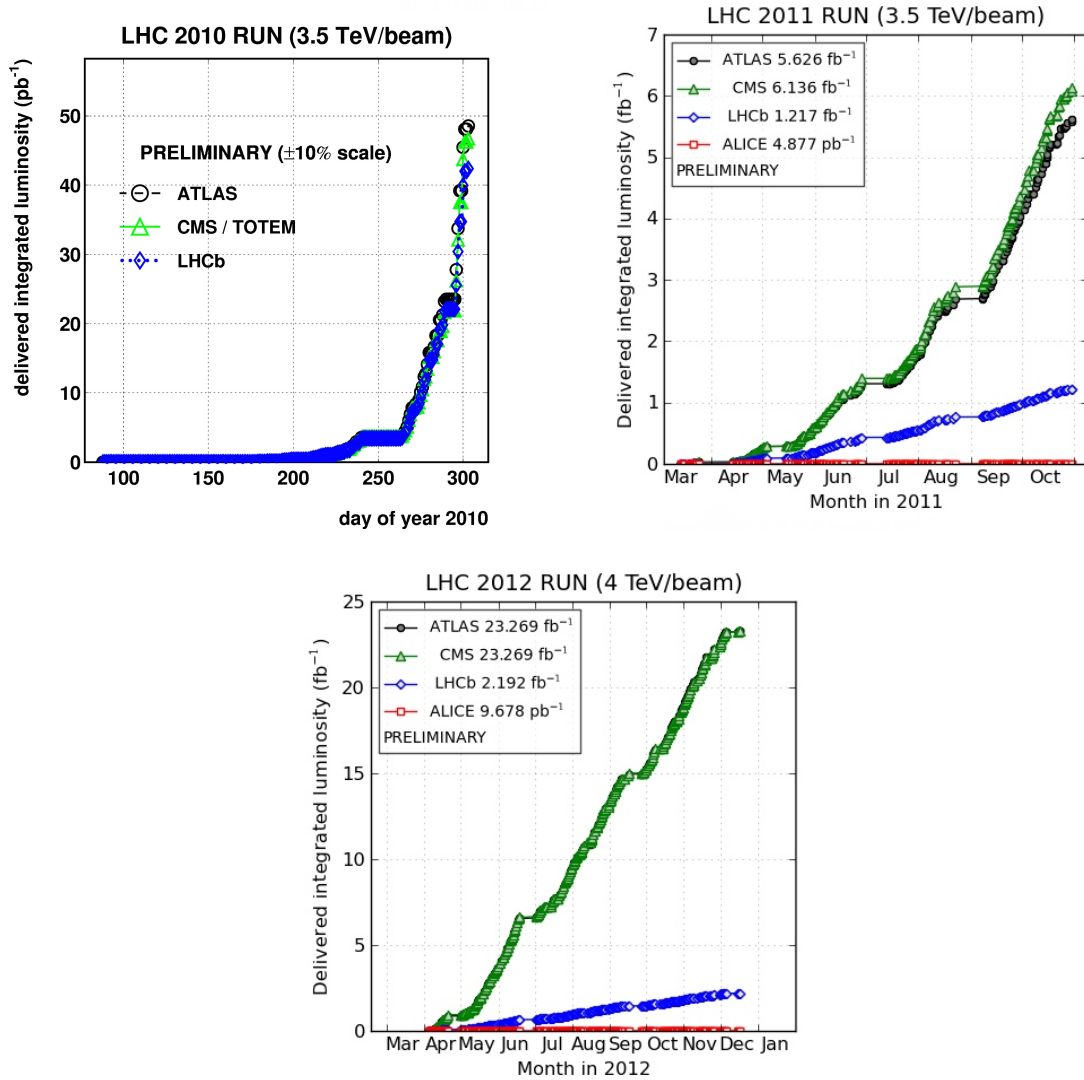 LHC 2010 RUN (3.5 TeV/beam)
delivered integrated luminosity (pb⁻¹)
50
40
30
20
10
0
PRELIMINARY (±10% scale)
ATLAS
CMS / TOTEM
LHCb
100 150 200 250 300
day of year 2010
LHC 2011 RUN (3.5 TeV/beam)
Delivered integrated luminosity (fb⁻¹)
7
6
5
4
3
2
1
0
ATLAS 5.626 fb⁻¹
CMS 6.136 fb⁻¹
LHCb 1.217 fb⁻¹
ALICE 4.877 pb⁻¹
PRELIMINARY
Mar Apr May Jun Jul Aug Sep Oct
Month in 2011
LHC 2012 RUN (4 TeV/beam)
Delivered integrated luminosity (fb⁻¹)
25
20
15
10
5
0
ATLAS 23.269 fb⁻¹
CMS 23.269 fb⁻¹
LHCb 2.192 fb⁻¹
ALICE 9.678 pb⁻¹
PRELIMINARY
Mar Apr May Jun Jul Aug Sep Oct Nov Dec Jan
Month in 2012